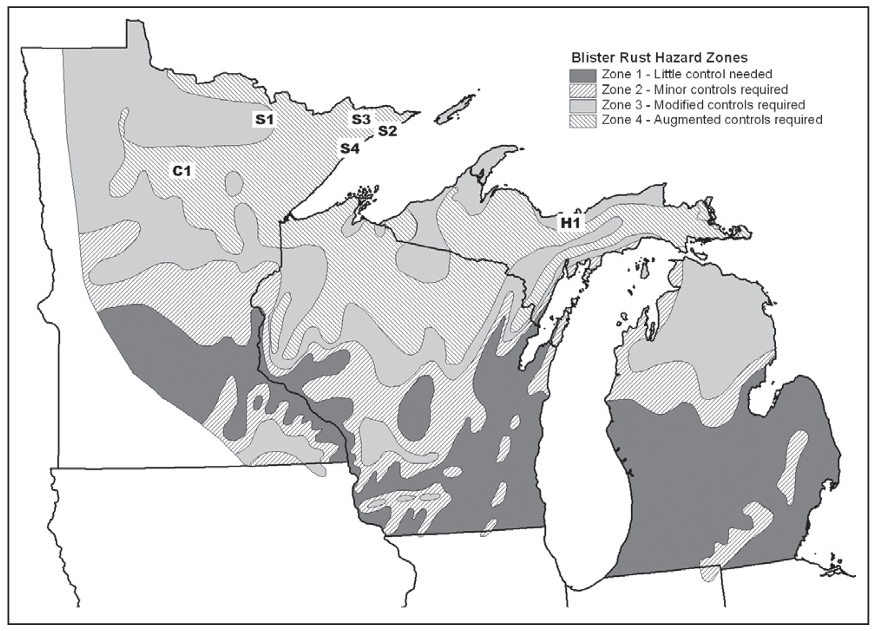 Blister Rust Hazard Zones
Zone 1 - Little control needed
Zone 2 - Minor controls required
Zone 3 - Modified controls required
Zone 4 - Augmented controls required
S1
S3
S2
S4
C1
H1